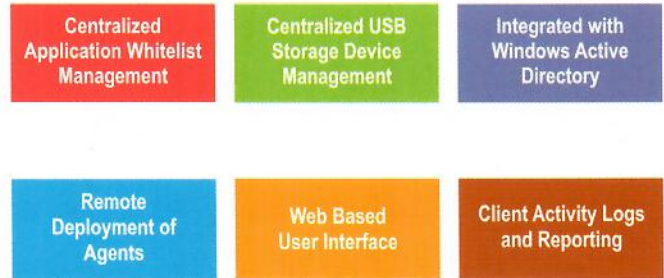 Centralized
Application Whitelist
Management
Centralized USB
Storage Device
Management
Integrated with
Windows Active
Directory
Remote
Deployment of
Agents
Web Based
User Interface
Client Activity Logs
and Reporting